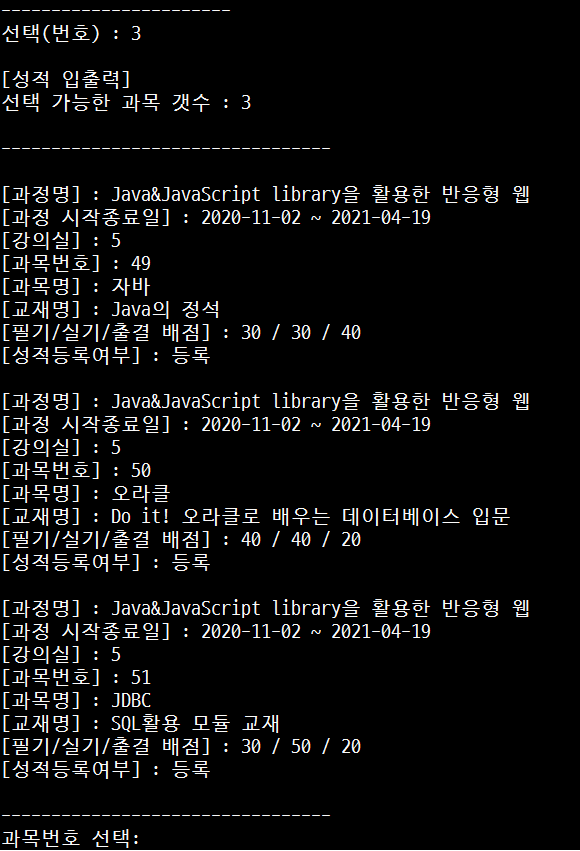 -----------------------
선택(번호) : 3
[성적 입출력]
선택 가능한 과목 갯수 : 3
---------------------------------
[과정명] : Java&JavaScript library을 활용한 반응형 웹
[과정 시작종료일] : 2020-11-02 ~ 2021-04-19
[강의실] : 5
[과목번호] : 49
[과목명] : 자바
[교재명] : Java의 정석
[필기/실기/출결 배점] : 30 / 30 / 40
[성적등록여부] : 등록
[과정명] : Java&JavaScript library을 활용한 반응형 웹
[과정 시작종료일] : 2020-11-02 ~ 2021-04-19
[강의실] : 5
[과목번호] : 50
[과목명] : 오라클
[교재명] : Do it! 오라클로 배우는 데이터베이스 입문
[필기/실기/출결 배점] : 40 / 40 / 20
[성적등록여부] : 등록
[과정명] : Java&JavaScript library을 활용한 반응형 웹
[과정 시작종료일] : 2020-11-02 ~ 2021-04-19
[강의실] : 5
[과목번호] : 51
[과목명] : JDBC
[교재명] : SQL활용 모듈 교재
[필기/실기/출결 배점] : 30 / 50 / 20
[성적등록여부] : 등록
---------------------------------
과목번호 선택: